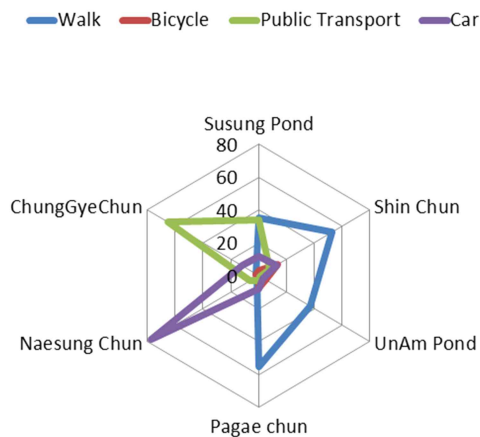 Walk Bicycle Public Transport Car
Susung Pond
80
60
40
20
0
ChungGyeChun
Shin Chun
Naesung Chun
UnAm Pond
Pagae chun